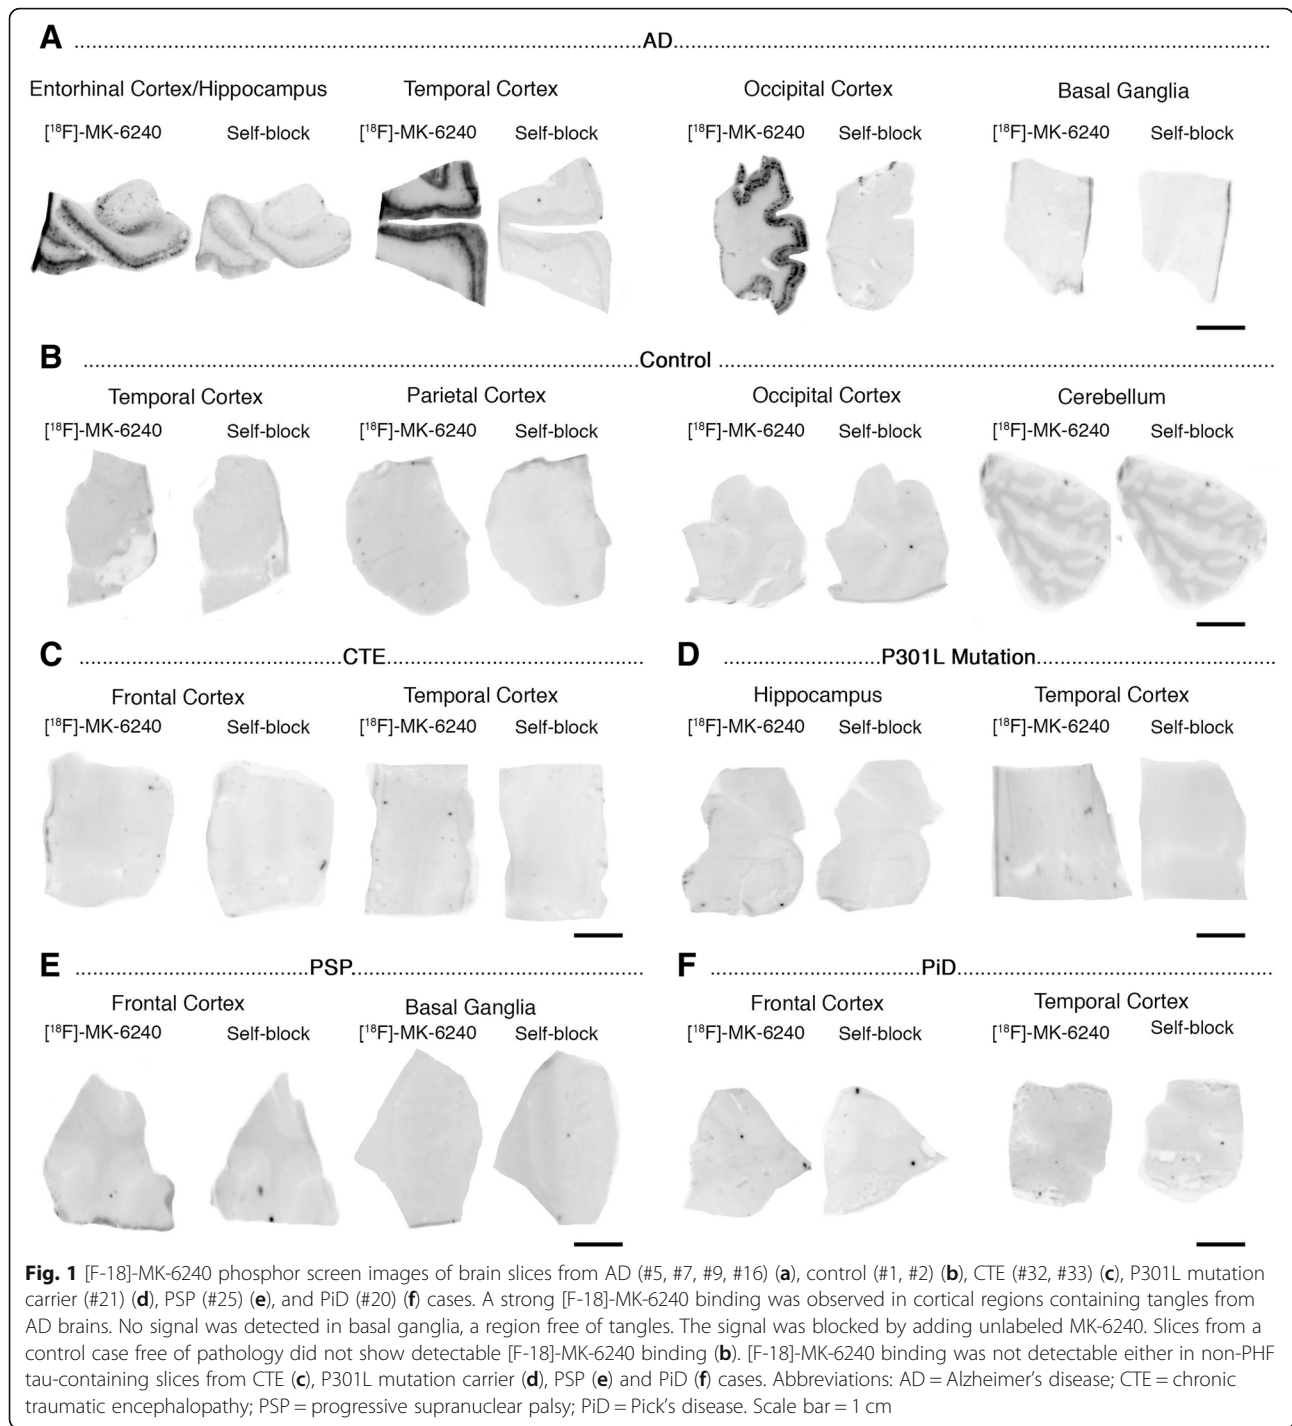 A ....................AD....................
Entorhinal Cortex/Hippocampus Temporal Cortex Occipital Cortex Basal Ganglia
[¹⁸F]-MK-6240 Self-block [¹⁸F]-MK-6240 Self-block [¹⁸F]-MK-6240 Self-block [¹⁸F]-MK-6240 Self-block
B ....................Control....................
Temporal Cortex Parietal Cortex Occipital Cortex Cerebellum
[¹⁸F]-MK-6240 Self-block [¹⁸F]-MK-6240 Self-block [¹⁸F]-MK-6240 Self-block [¹⁸F]-MK-6240 Self-block
C ....................CTE....................
Frontal Cortex Temporal Cortex
[¹⁸F]-MK-6240 Self-block [¹⁸F]-MK-6240 Self-block
D ....................P301L Mutation....................
Hippocampus Temporal Cortex
[¹⁸F]-MK-6240 Self-block [¹⁸F]-MK-6240 Self-block
E ....................PSP....................
Frontal Cortex Basal Ganglia
[¹⁸F]-MK-6240 Self-block [¹⁸F]-MK-6240 Self-block
F ....................PiD....................
Frontal Cortex Temporal Cortex
[¹⁸F]-MK-6240 Self-block [¹⁸F]-MK-6240 Self-block
Fig. 1 [F-18]-MK-6240 phosphor screen images of brain slices from AD (#5, #7, #9, #16) (a), control (#1, #2) (b), CTE (#32, #33) (c), P301L mutation
carrier (#21) (d), PSP (#25) (e), and PiD (#20) (f) cases. A strong [F-18]-MK-6240 binding was observed in cortical regions containing tangles from
AD brains. No signal was detected in basal ganglia, a region free of tangles. The signal was blocked by adding unlabeled MK-6240. Slices from a
control case free of pathology did not show detectable [F-18]-MK-6240 binding (b). [F-18]-MK-6240 binding was not detectable either in non-PHF
tau-containing slices from CTE (c), P301L mutation carrier (d), PSP (e) and PiD (f) cases. Abbreviations: AD = Alzheimer's disease; CTE = chronic
traumatic encephalopathy; PSP = progressive supranuclear palsy; PiD = Pick's disease. Scale bar = 1 cm